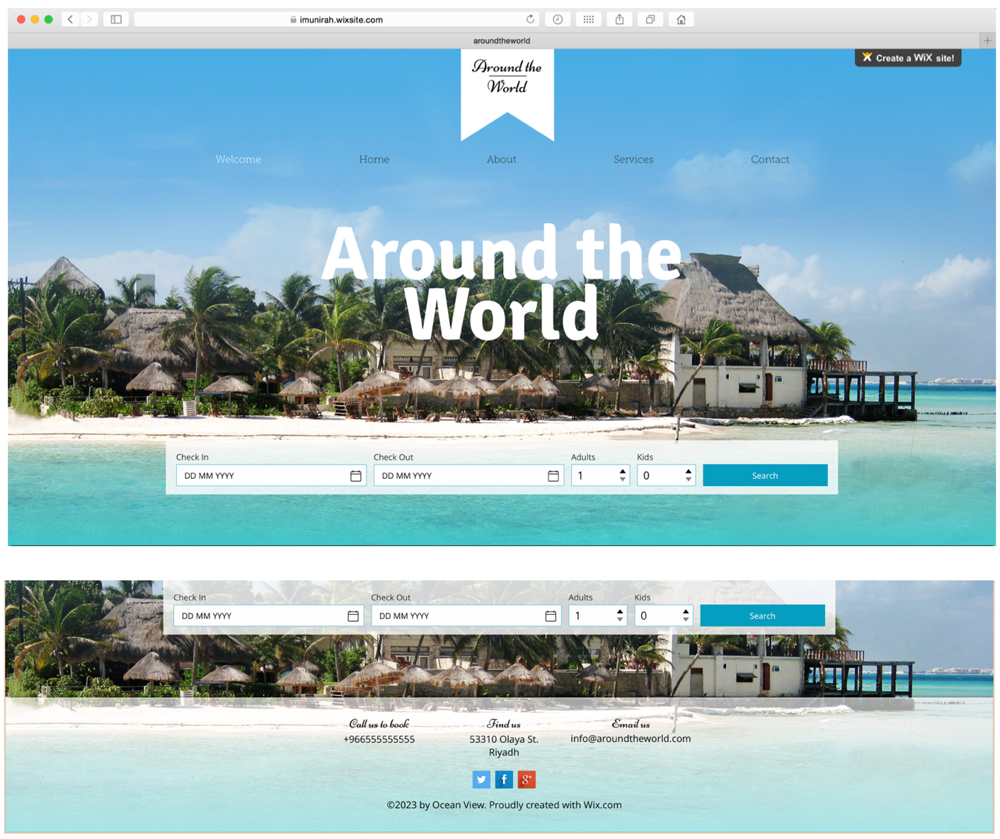 imunirah.wixsite.com
aroundtheworld
Create a WiX site!
Around the
World
Welcome Home About Services Contact
Around the
World
Check In Check Out Adults Kids
DD MM YYYY DD MM YYYY 1 0 Search
Check In Check Out Adults Kids
DD MM YYYY DD MM YYYY 1 0 Search
Call us to book Find us Email us
+966555555555 53310 Olaya St. info@aroundtheworld.com
Riyadh
©2023 by Ocean View. Proudly created with Wix.com